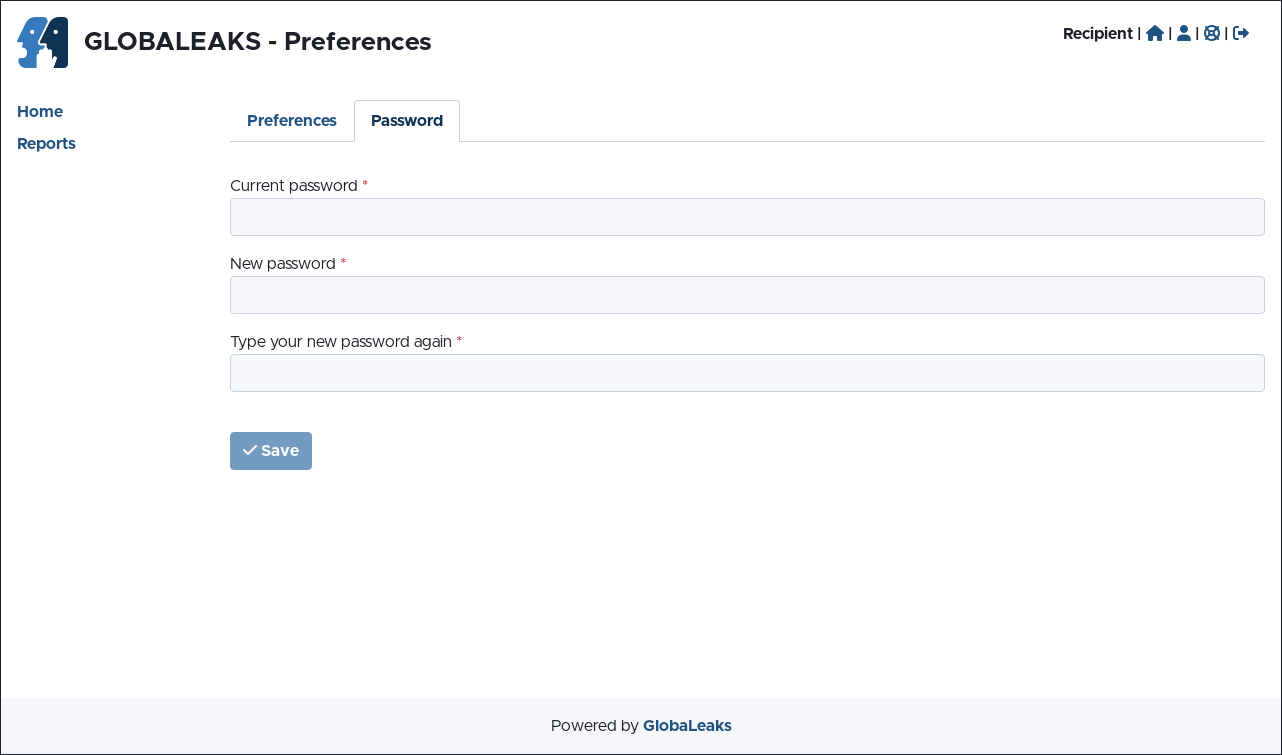 GLOBALEAKS - Preferences
Recipient | | | |
Home
Reports
Preferences
Password
Current password *
New password *
Type your new password again *
Save
Powered by GlobaLeaks